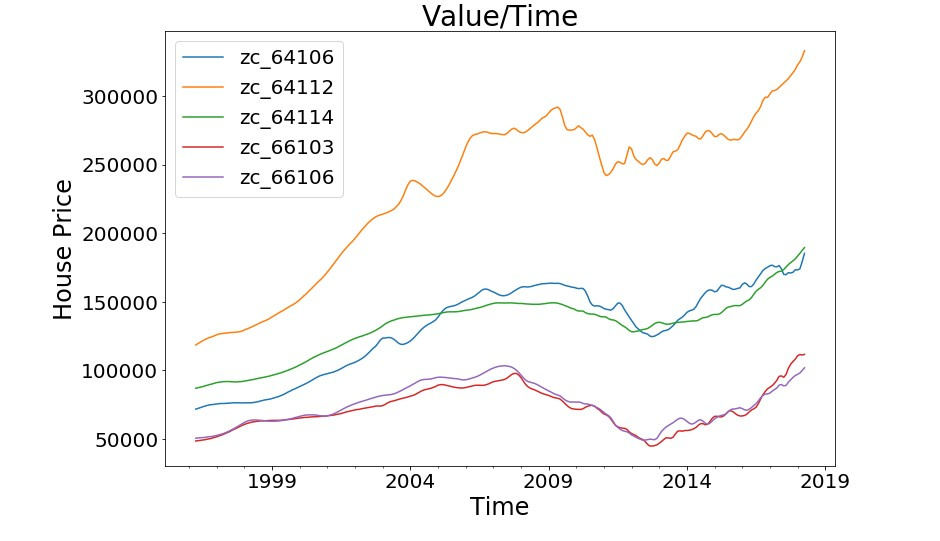 Value/Time
zc_64106
zc_64112
zc_64114
zc_66103
zc_66106
300000
250000
200000
150000
100000
50000
House Price
1999 2004 2009 2014 2019
Time